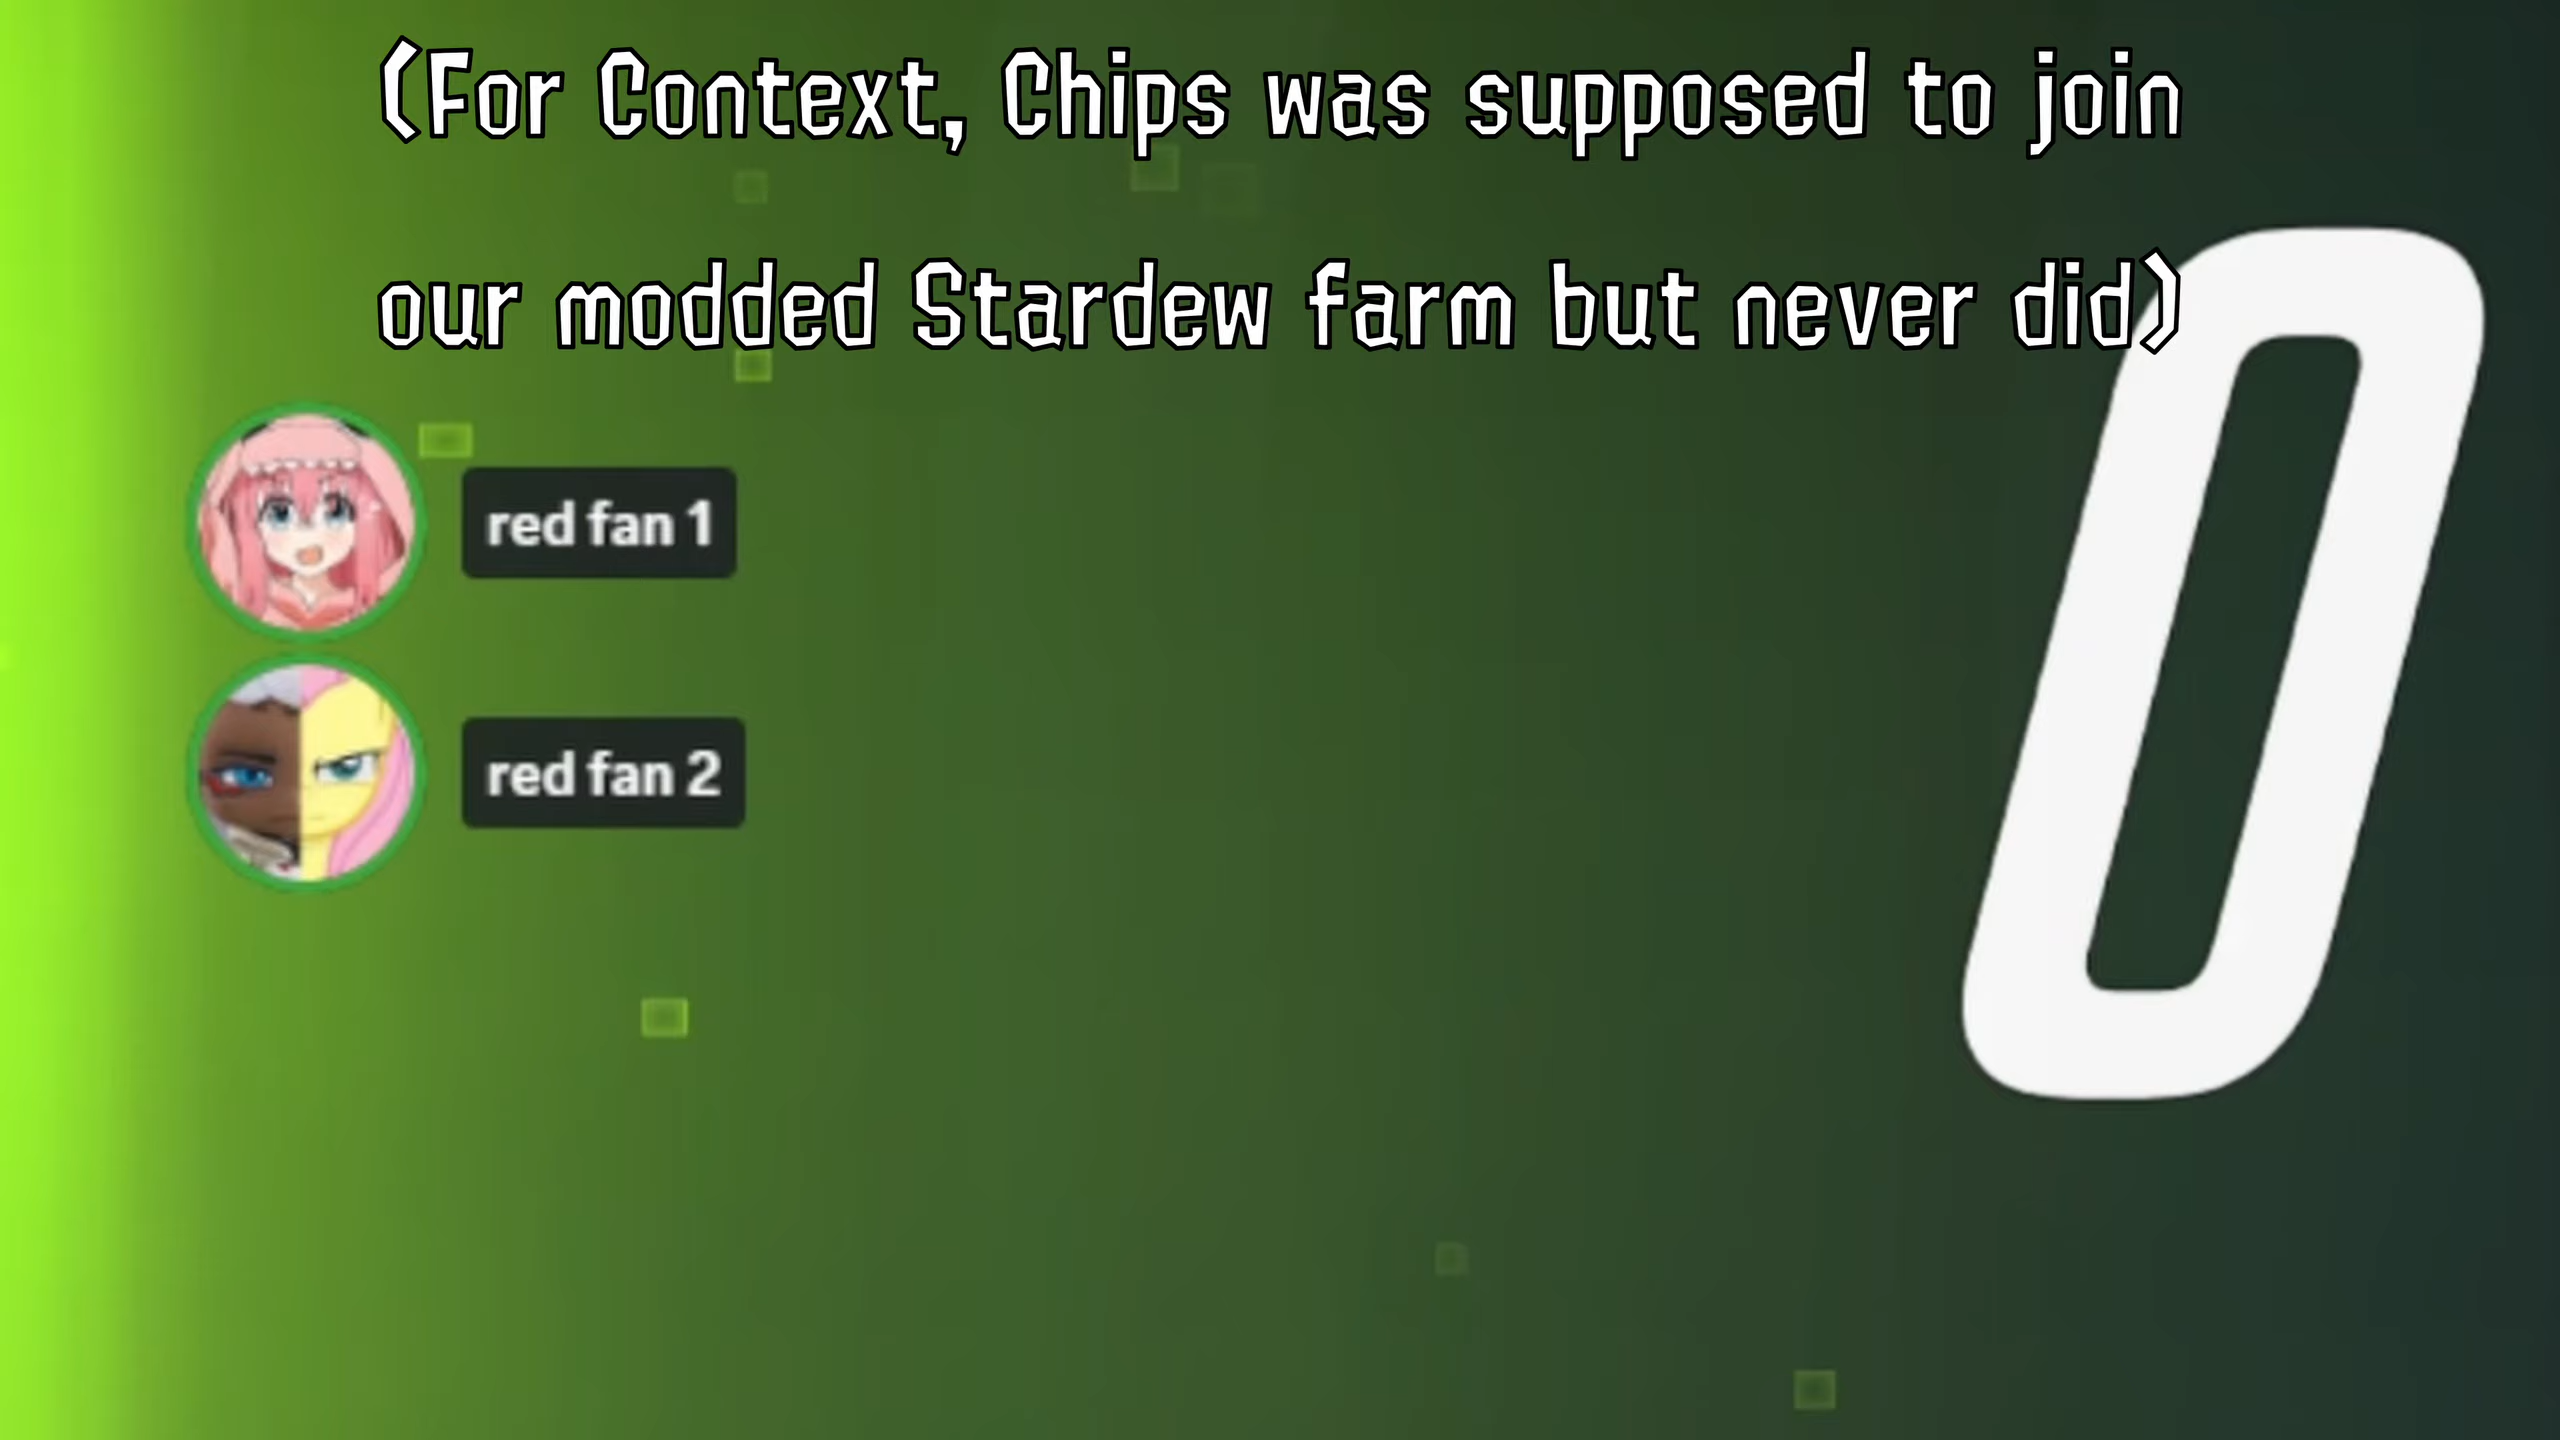 (For Context, Chips was supposed to join
our modded Stardew farm but never did)
0
red fan 1
red fan 2